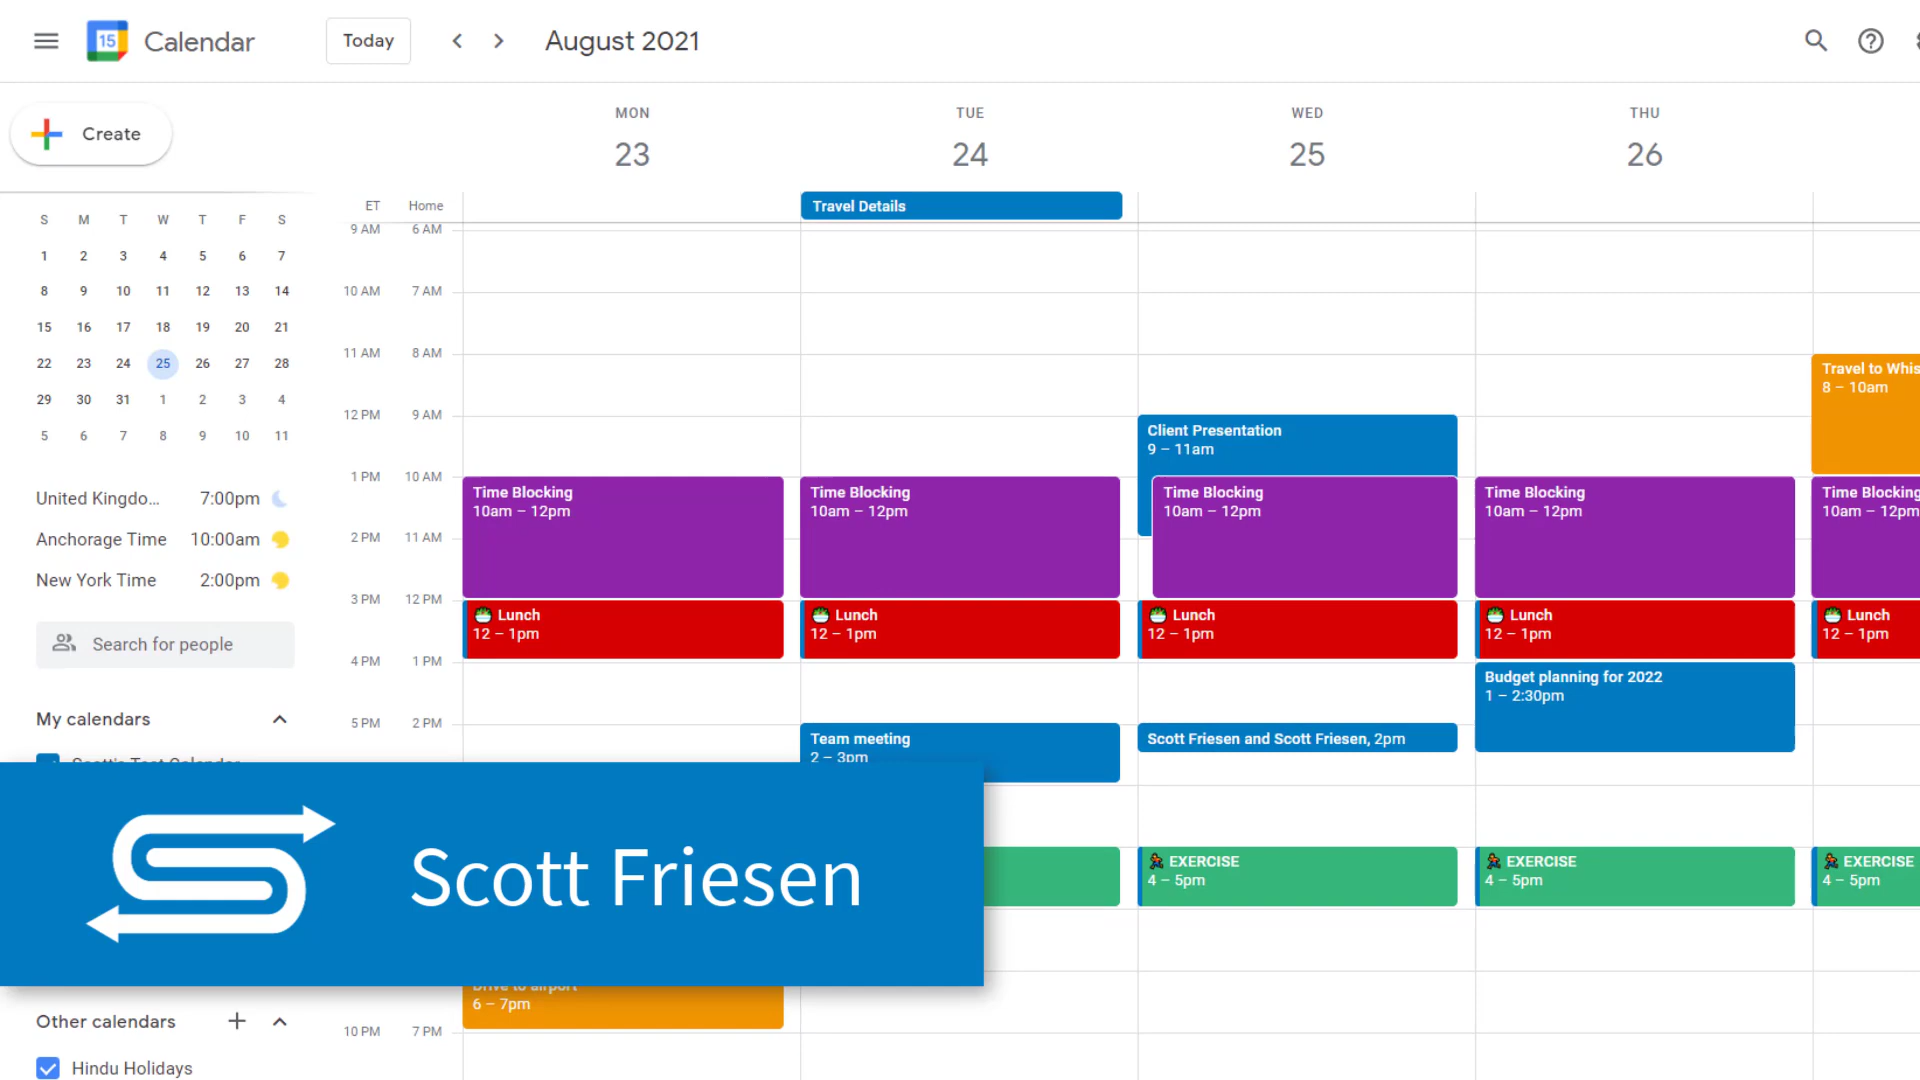 15 Calendar Today August 2021
Create
MON TUE WED THU
23 24 25 26
ET Home
Travel Details
S M T W T F S
1 2 3 4 5 6 7
8 9 10 11 12 13 14
15 16 17 18 19 20 21
22 23 24 25 26 27 28
29 30 31 1 2 3 4
5 6 7 8 9 10 11
United Kingdo... 7:00pm
Anchorage Time 10:00am
New York Time 2:00pm
Search for people
My calendars
Scott's Test Calendar
Scott Friesen
Other calendars
Hindu Holidays
9 AM 6 AM
10 AM 7 AM
11 AM 8 AM
12 PM 9 AM
1 PM 10 AM
2 PM 11 AM
3 PM 12 PM
4 PM 1 PM
5 PM 2 PM
10 PM 7 PM
Time Blocking
10am – 12pm
Lunch
12 – 1pm
Drive to airport
6 – 7pm
Time Blocking
10am – 12pm
Lunch
12 – 1pm
Team meeting
2 – 3pm
Client Presentation
9 – 11am
Time Blocking
10am – 12pm
Lunch
12 – 1pm
Scott Friesen and Scott Friesen, 2pm
EXERCISE
4 – 5pm
Time Blocking
10am – 12pm
Lunch
12 – 1pm
Budget planning for 2022
1 – 2:30pm
EXERCISE
4 – 5pm
Travel to Whis
8 – 10am
Time Blocking
10am – 12pm
Lunch
12 – 1pm
EXERCISE
4 – 5pm